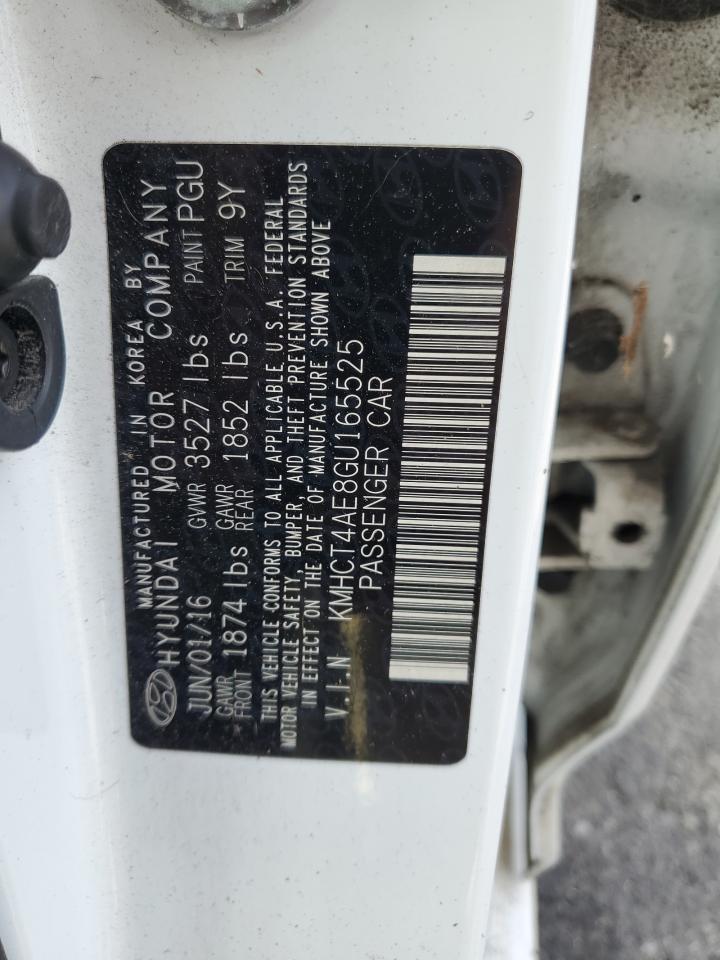 MANUFACTURED IN KOREA BY
HYUNDAI MOTOR COMPANY
JUN/01/16 GVWR 3527 lbs PAINT PGU
GAWR FRONT 1874 lbs GAWR REAR 1852 lbs TRIM 9Y
THIS VEHICLE CONFORMS TO ALL APPLICABLE U.S.A. FEDERAL
MOTOR VEHICLE SAFETY, BUMPER, AND THEFT PREVENTION STANDARDS
IN EFFECT ON THE DATE OF MANUFACTURE SHOWN ABOVE
V.I.N KMHCT4AE8GU165525
PASSENGER CAR